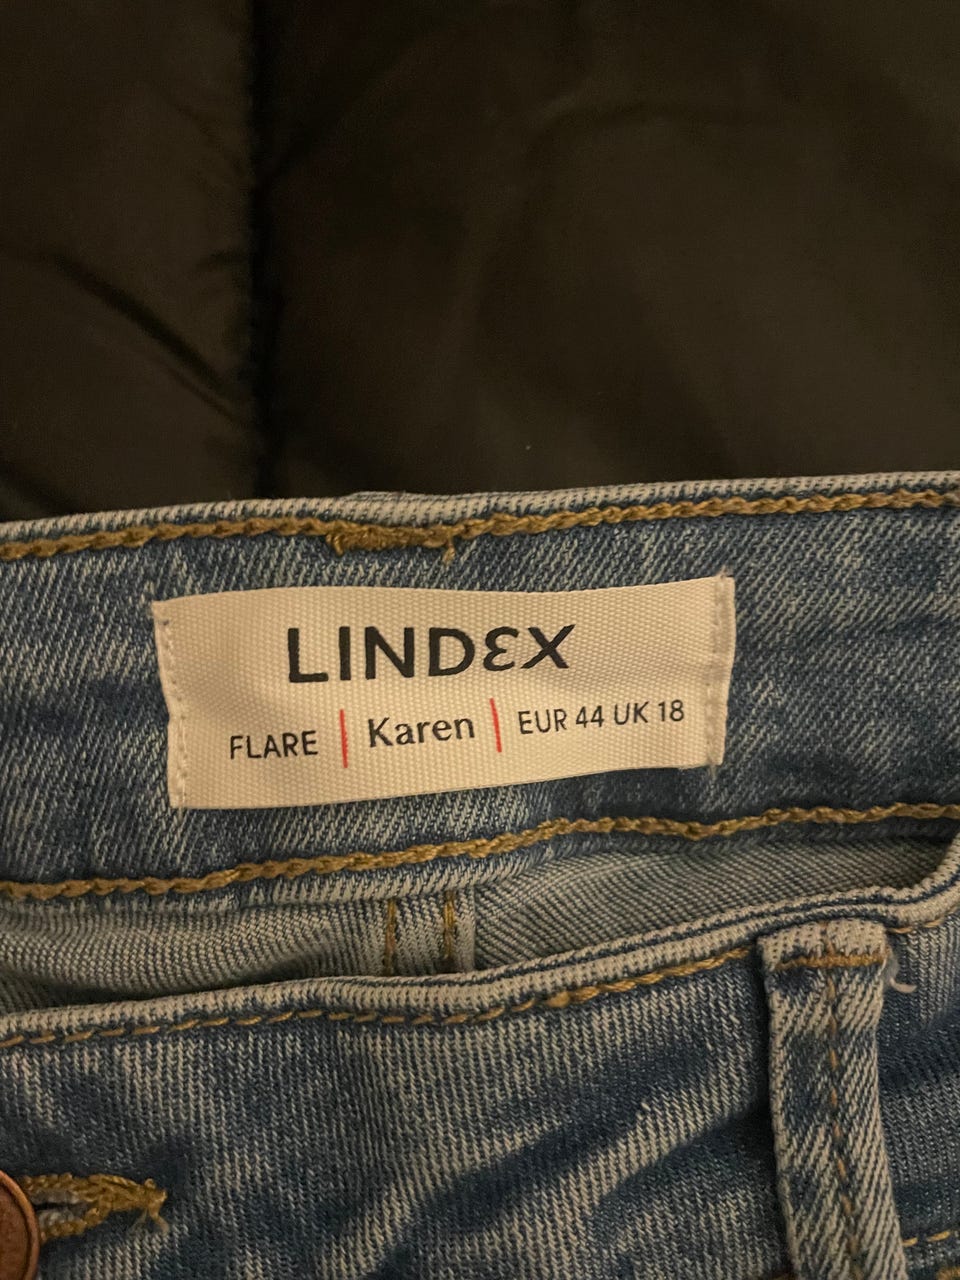 LINDEX
FLARE | Karen | EUR 44 UK 18